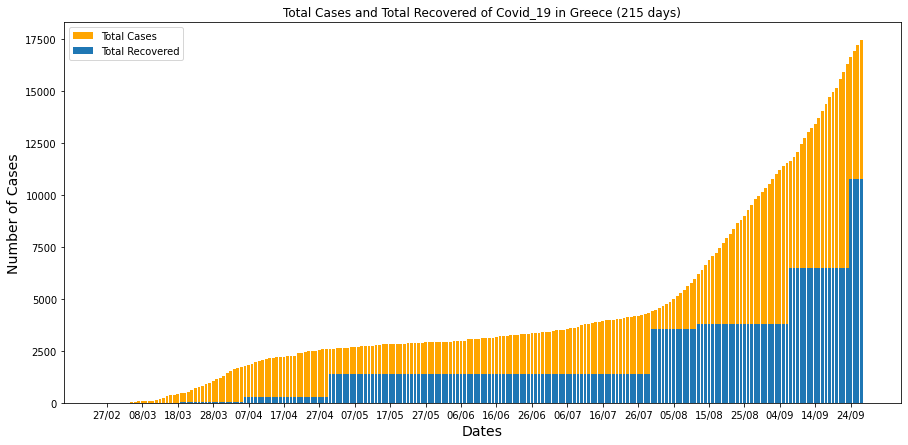 Total Cases and Total Recovered of Covid_19 in Greece (215 days)
Total Cases
Total Recovered
Number of Cases
17500
15000
12500
10000
7500
5000
2500
0
27/02 08/03 18/03 28/03 07/04 17/04 27/04 07/05 17/05 27/05 06/06 16/06 26/06 06/07 16/07 26/07 05/08 15/08 25/08 04/09 14/09 24/09
Dates